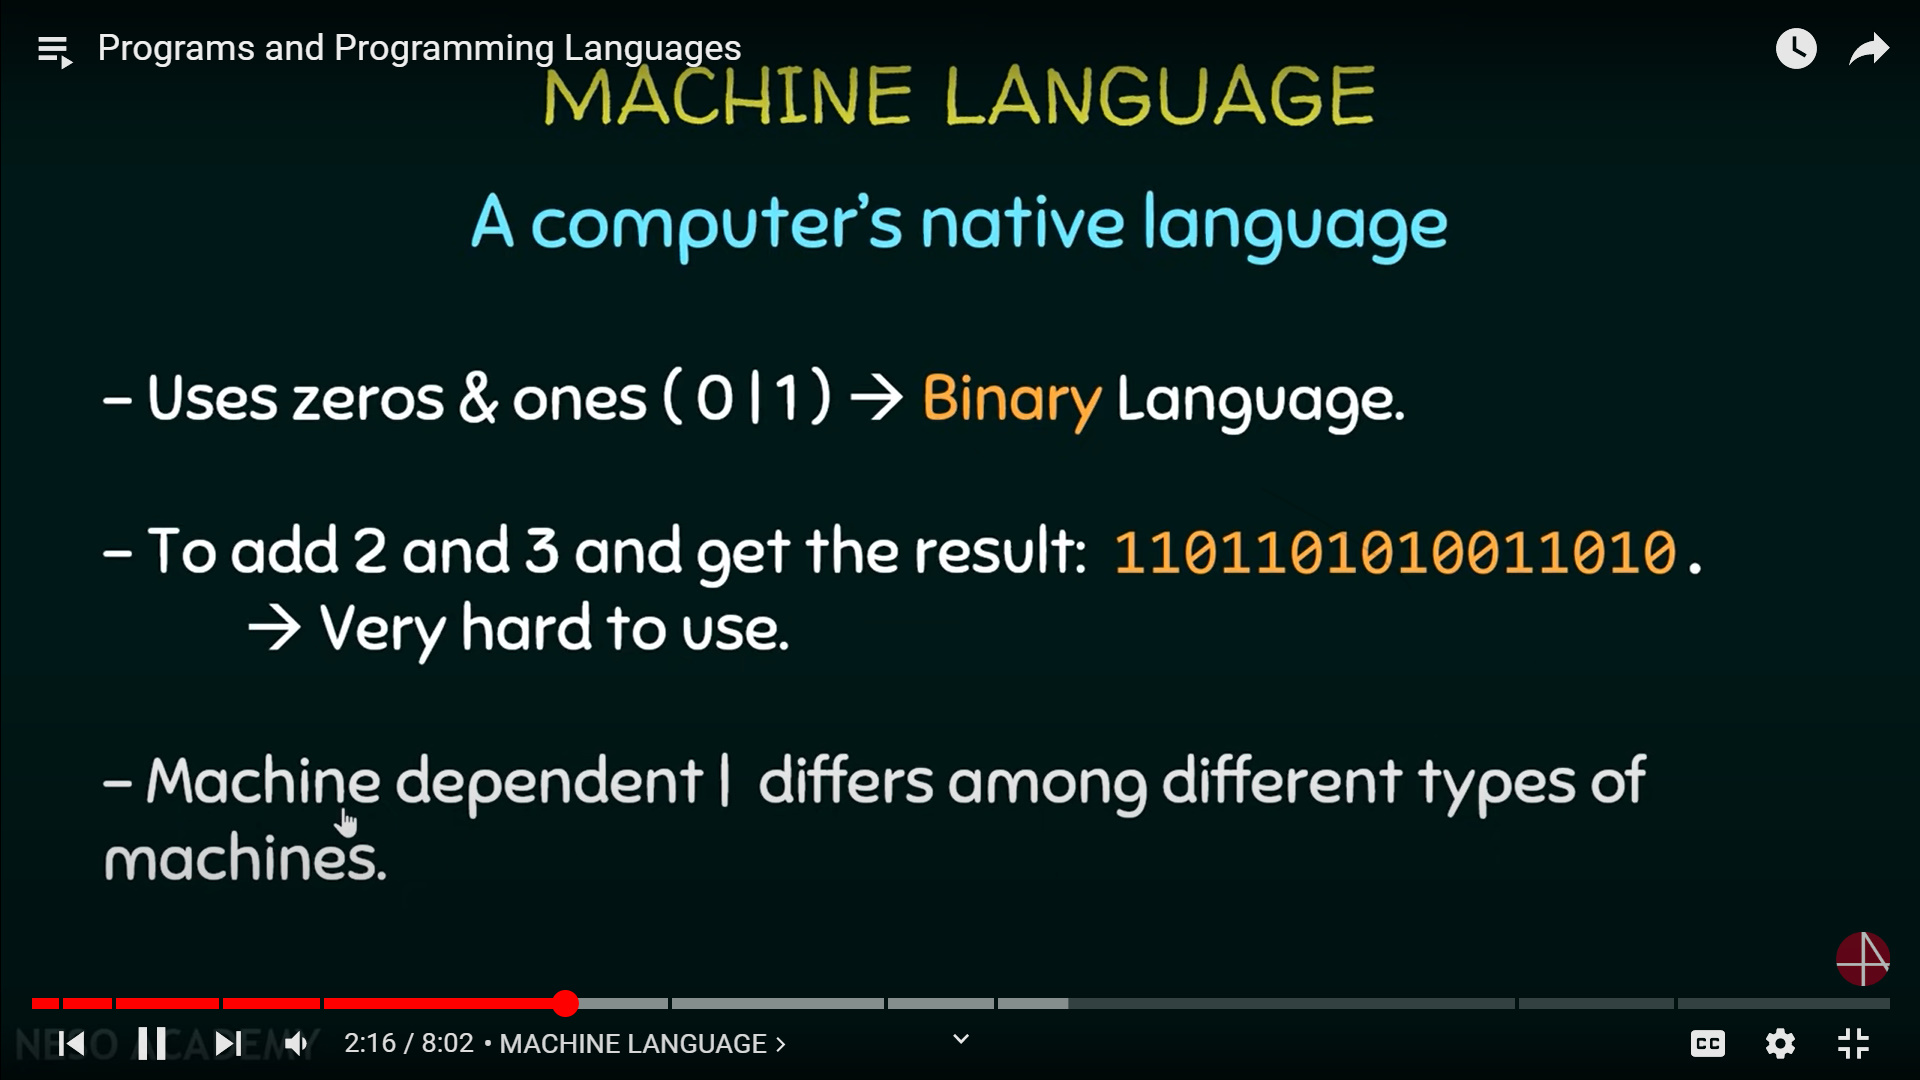 Programs and Programming Languages
MACHINE LANGUAGE
A computer's native language
– Uses zeros & ones ( 0 | 1 ) → Binary Language.
– To add 2 and 3 and get the result: 1101101010011010.
→ Very hard to use.
– Machine dependent | differs among different types of
machines.
NESO ACADEMY
2:16 / 8:02 • MACHINE LANGUAGE >
CC